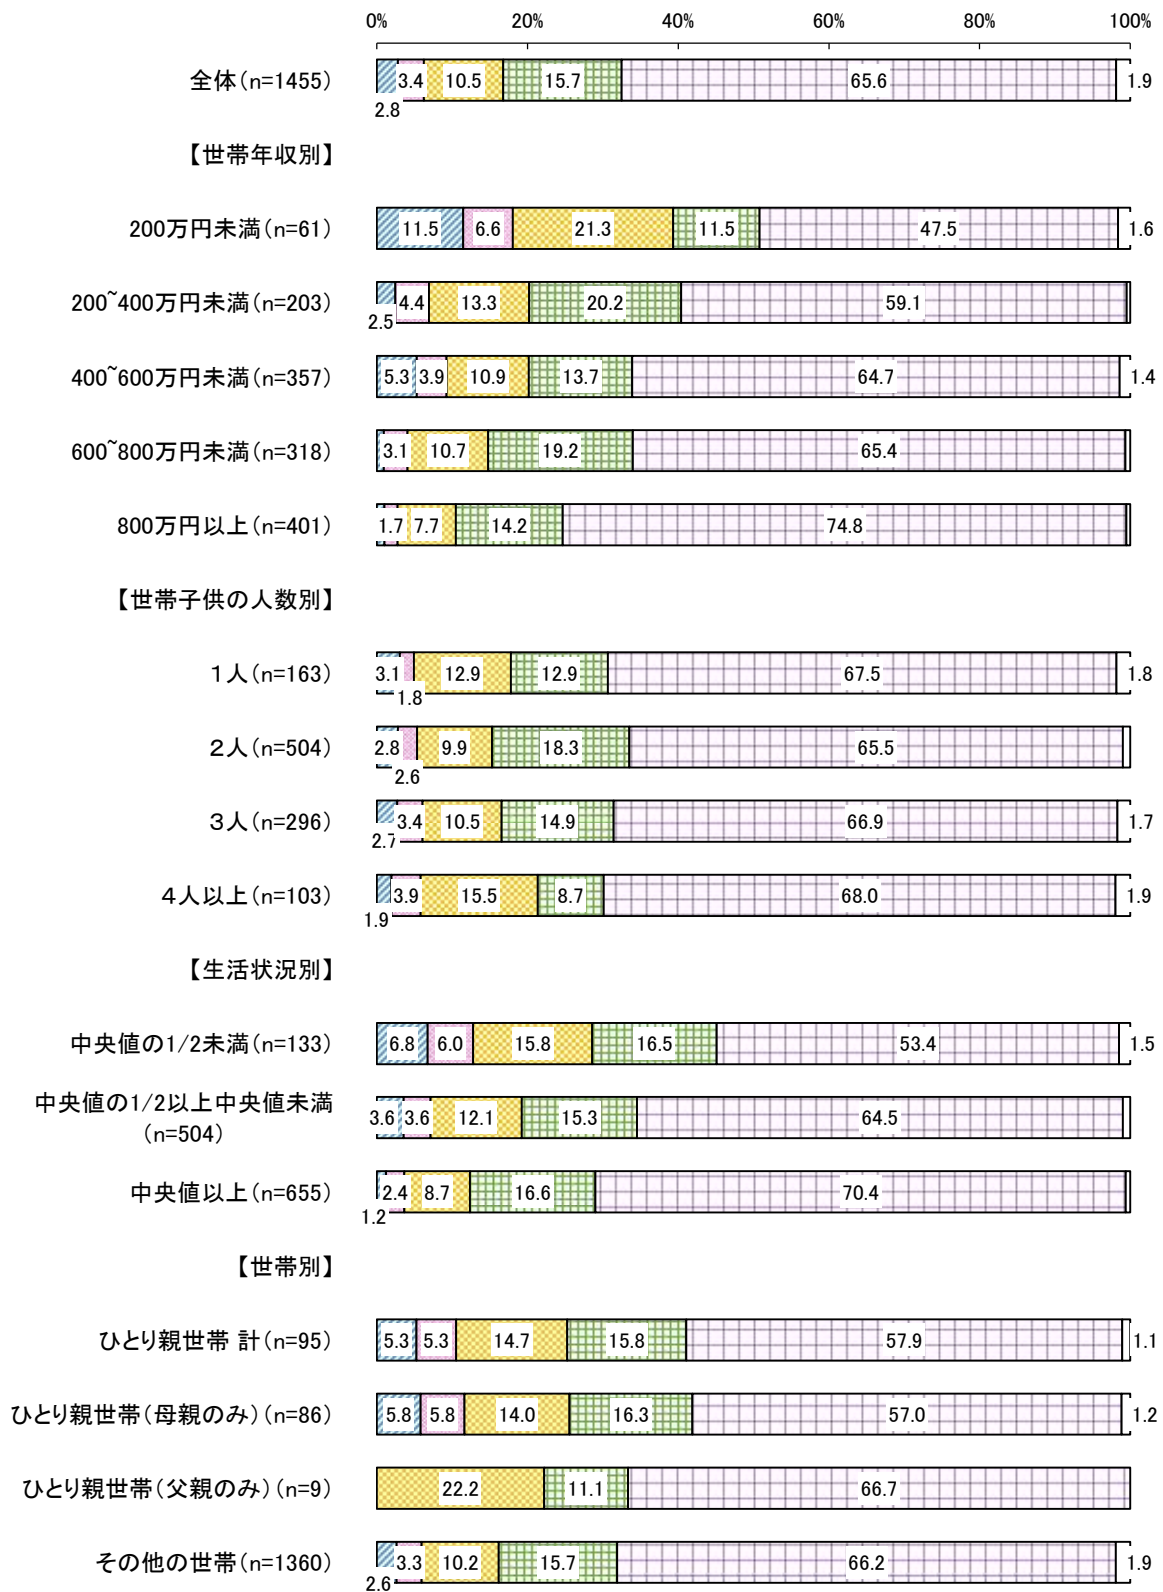 0% 20% 40% 60% 80% 100%
全体(n=1455) 3.4 10.5 15.7 65.6 1.9
2.8
【世帯年収別】
200万円未満(n=61) 11.5 6.6 21.3 11.5 47.5 1.6
200~400万円未満(n=203) 4.4 13.3 20.2 59.1
2.5
400~600万円未満(n=357) 5.3 3.9 10.9 13.7 64.7 1.4
600~800万円未満(n=318) 3.1 10.7 19.2 65.4
800万円以上(n=401) 1.7 7.7 14.2 74.8
【世帯子供の人数別】
1人(n=163) 3.1 12.9 12.9 67.5 1.8
1.8
2人(n=504) 2.8 9.9 18.3 65.5
2.6
3人(n=296) 3.4 10.5 14.9 66.9 1.7
2.7
4人以上(n=103) 3.9 15.5 8.7 68.0 1.9
1.9
【生活状況別】
中央値の1/2未満(n=133) 6.8 6.0 15.8 16.5 53.4 1.5
中央値の1/2以上中央値未満
(n=504) 3.6 3.6 12.1 15.3 64.5
中央値以上(n=655) 2.4 8.7 16.6 70.4
1.2
【世帯別】
ひとり親世帯 計(n=95) 5.3 5.3 14.7 15.8 57.9 1.1
ひとり親世帯(母親のみ)(n=86) 5.8 5.8 14.0 16.3 57.0 1.2
ひとり親世帯(父親のみ)(n=9) 22.2 11.1 66.7
その他の世帯(n=1360) 3.3 10.2 15.7 66.2 1.9
2.6